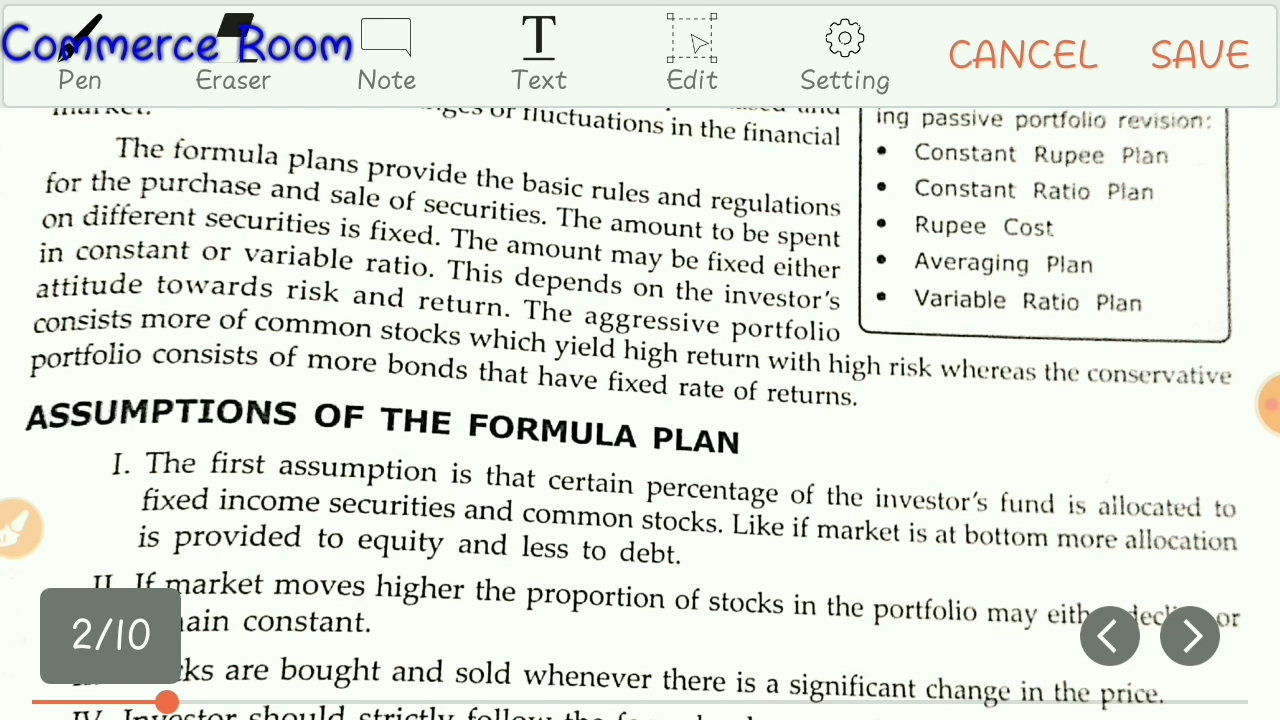 Commerce Room
Pen
Eraser
Note
Text
Edit
Setting
CANCEL
SAVE
market.
or fluctuations in the financial
The formula plans provide the basic rules and regulations
for the purchase and sale of securities. The amount to be spent
on different securities is fixed. The amount may be fixed either
in constant or variable ratio. This depends on the investor's
attitude towards risk and return. The aggressive portfolio
consists more of common stocks which yield high return with high risk whereas the conservative
portfolio consists of more bonds that have fixed rate of returns.
ing passive portfolio revision:
• Constant Rupee Plan
• Constant Ratio Plan
• Rupee Cost
• Averaging Plan
• Variable Ratio Plan
ASSUMPTIONS OF THE FORMULA PLAN
I. The first assumption is that certain percentage of the investor's fund is allocated to
fixed income securities and common stocks. Like if market is at bottom more allocation
is provided to equity and less to debt.
II. If market moves higher the proportion of stocks in the portfolio may or
constant.
2/10
are bought and sold whenever there is a significant change in the price.
IV. Investor should strictly follow the